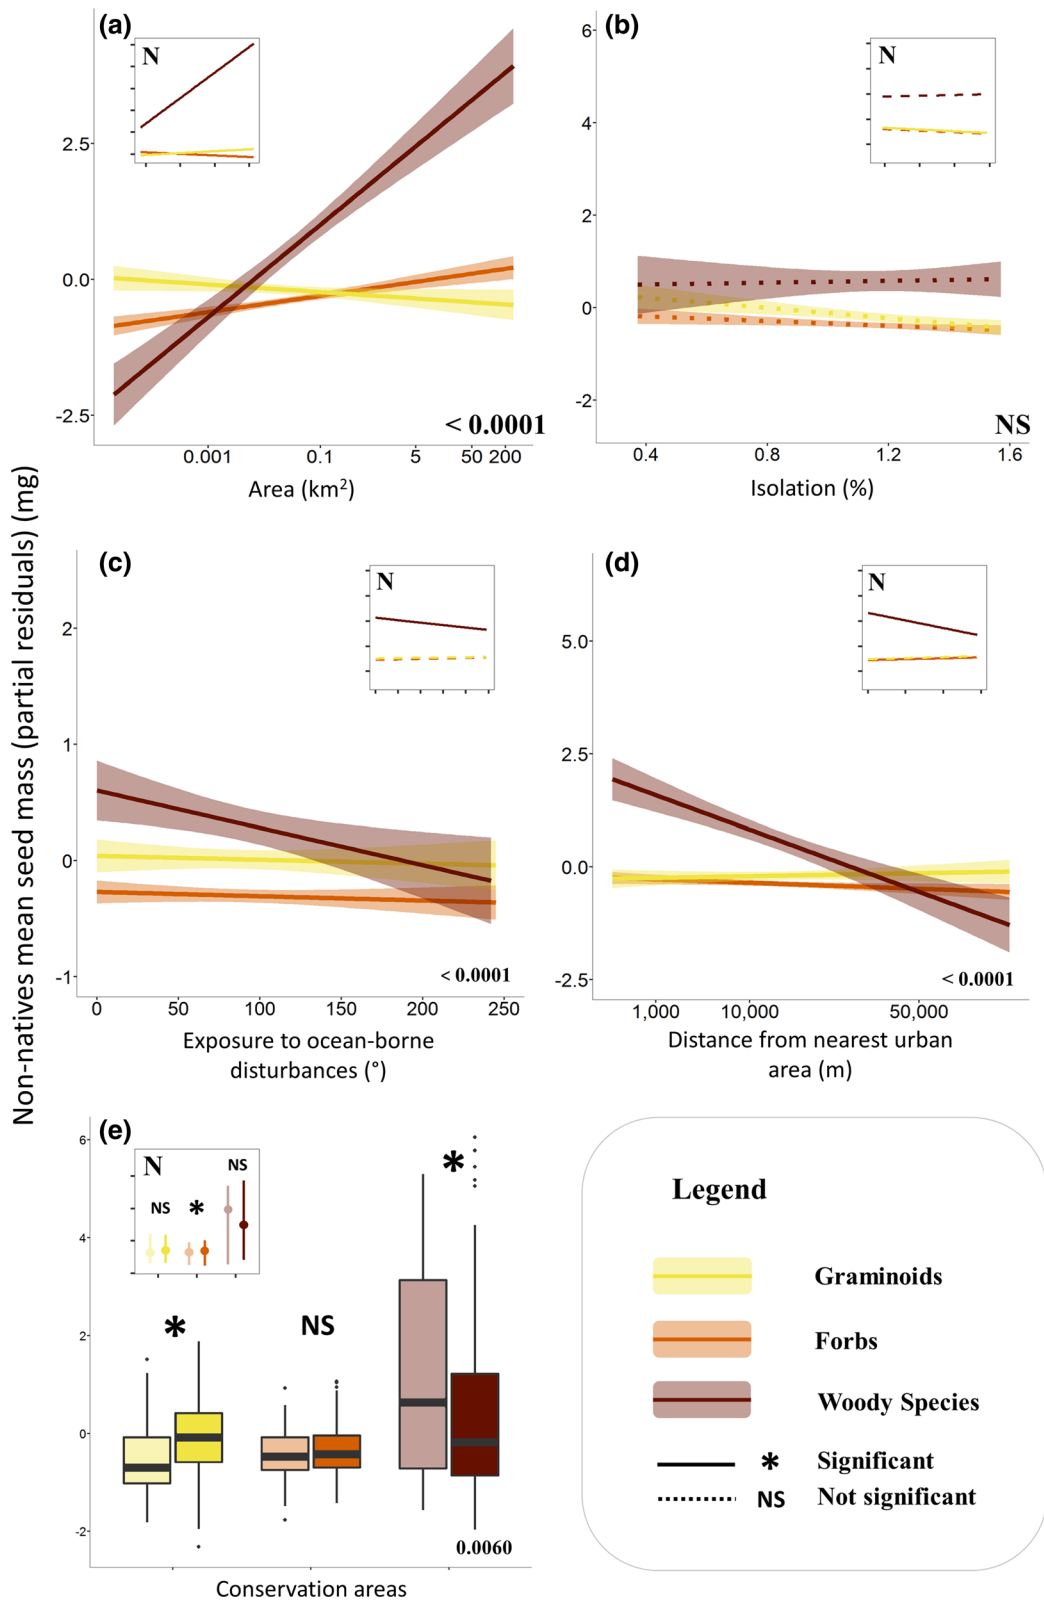 Non-natives mean seed mass (partial residuals) (mg)
(a)
N
2.5
0.0
-2.5
< 0.0001
0.001 0.1 5 50 200
Area (km²)
(b)
N
6
4
2
0
-2
NS
0.4 0.8 1.2 1.6
Isolation (%)
(c)
N
2
1
0
-1
< 0.0001
0 50 100 150 200 250
Exposure to ocean-borne
disturbances (°)
(d)
N
5.0
2.5
0.0
-2.5
< 0.0001
1,000 10,000 50,000
Distance from nearest urban
area (m)
(e)
N
NS * NS
6
4
2
0
-2
* NS *
0.0060
Conservation areas
Legend
Graminoids
Forbs
Woody Species
* Significant
NS Not significant